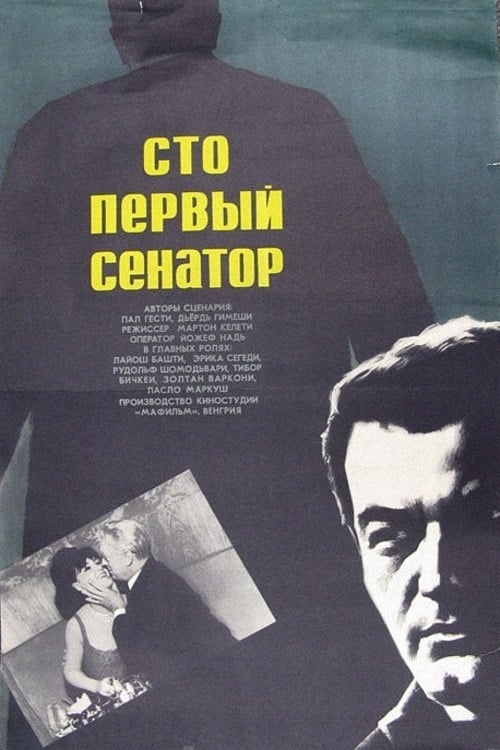 СТО
ПЕРВЫЙ
СЕНАТОР
АВТОРЫ СЦЕНАРИЯ:
ПАЛ ГЕСТИ, ДЬЁРДЬ ГИМЕШИ
РЕЖИССЕР МАРТОН КЕЛЕТИ
ОПЕРАТОР ЙОЖЕФ НАДЬ
В ГЛАВНЫХ РОЛЯХ:
ЛАЙОШ БАШТИ, ЭРИКА СЕГЕДИ,
РУДОЛЬФ ШОМОДЬВАРИ, ТИБОР
БИЧКЕИ, ЗОЛТАН ВАРКОНИ,
ЛАСЛО МАРКУШ
ПРОИЗВОДСТВО КИНОСТУДИИ
«МАФИЛЬМ», ВЕНГРИЯ